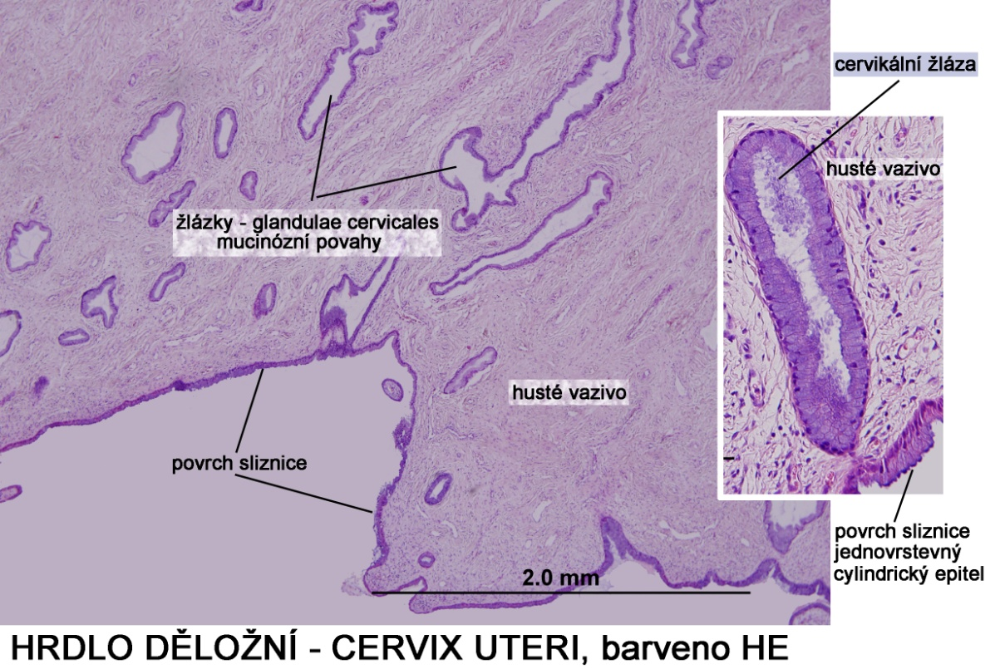 cervikální žláza
husté vazivo
žlázky - glandulae cervicales
mucinózní povahy
husté vazivo
povrch sliznice
povrch sliznice
jednovrstevný
cylindrický epitel
2.0 mm
HRDLO DĚLOŽNÍ - CERVIX UTERI, barveno HE